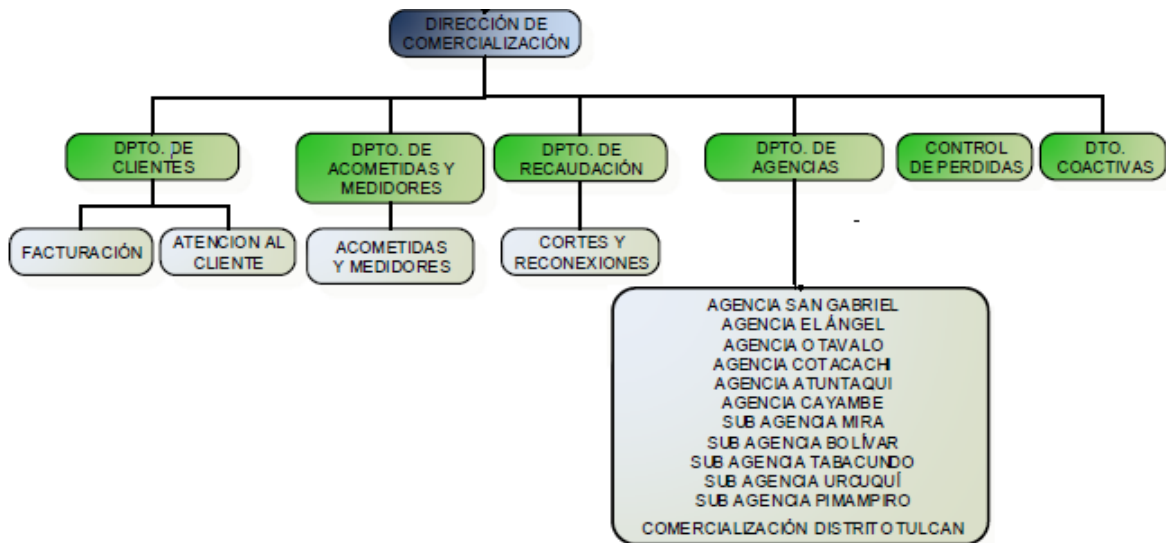 DIRECCIÓN DE
COMERCIALIZACIÓN
DPTO. DE
CLIENTES
DPTO. DE
ACOMETIDAS Y
MEDIDORES
DPTO. DE
RECAUDACIÓN
DPTO. DE
AGENCIAS
CONTROL
DE PERDIDAS
DTO.
COACTIVAS
FACTURACIÓN
ATENCION AL
CLIENTE
ACOMETIDAS
Y MEDIDORES
CORTES Y
RECONEXIONES
AGENCIA SAN GABRIEL
AGENCIA EL ÁNGEL
AGENCIA OTAVALO
AGENCIA COTACACHI
AGENCIA ATUNTAQUI
AGENCIA CAYAMBE
SUB AGENCIA MIRA
SUB AGENCIA BOLÍVAR
SUB AGENCIA TABACUNDO
SUB AGENCIA URCUQUÍ
SUB AGENCIA PIMAMPIRO
COMERCIALIZACIÓN DISTRITO TULCAN